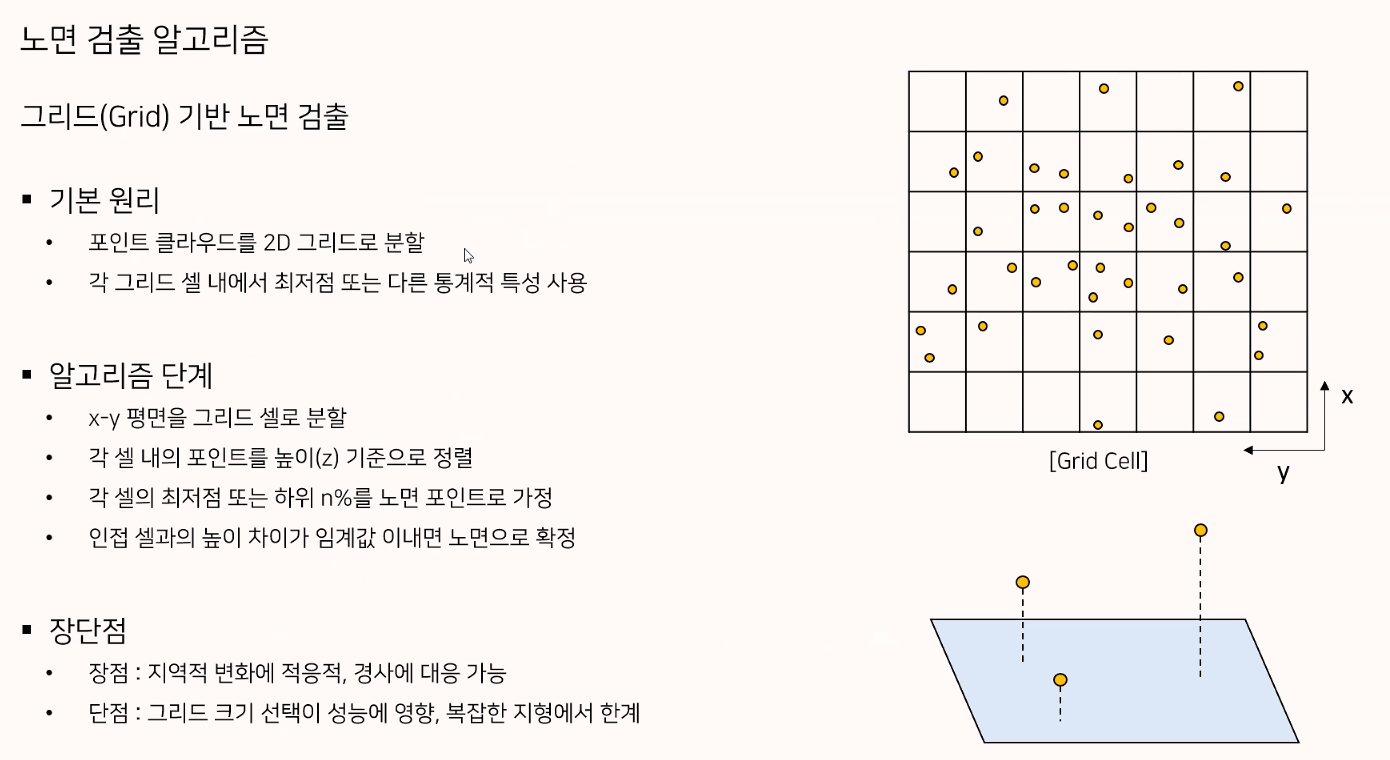 노면 검출 알고리즘
그리드(Grid) 기반 노면 검출
▪ 기본 원리
• 포인트 클라우드를 2D 그리드로 분할
• 각 그리드 셀 내에서 최저점 또는 다른 통계적 특성 사용
▪ 알고리즘 단계
• x-y 평면을 그리드 셀로 분할
• 각 셀 내의 포인트를 높이(z) 기준으로 정렬
• 각 셀의 최저점 또는 하위 n%를 노면 포인트로 가정
• 인접 셀과의 높이 차이가 임계값 이내면 노면으로 확정
▪ 장단점
• 장점 : 지역적 변화에 적응적, 경사에 대응 가능
• 단점 : 그리드 크기 선택이 성능에 영향, 복잡한 지형에서 한계
x
[Grid Cell]
y